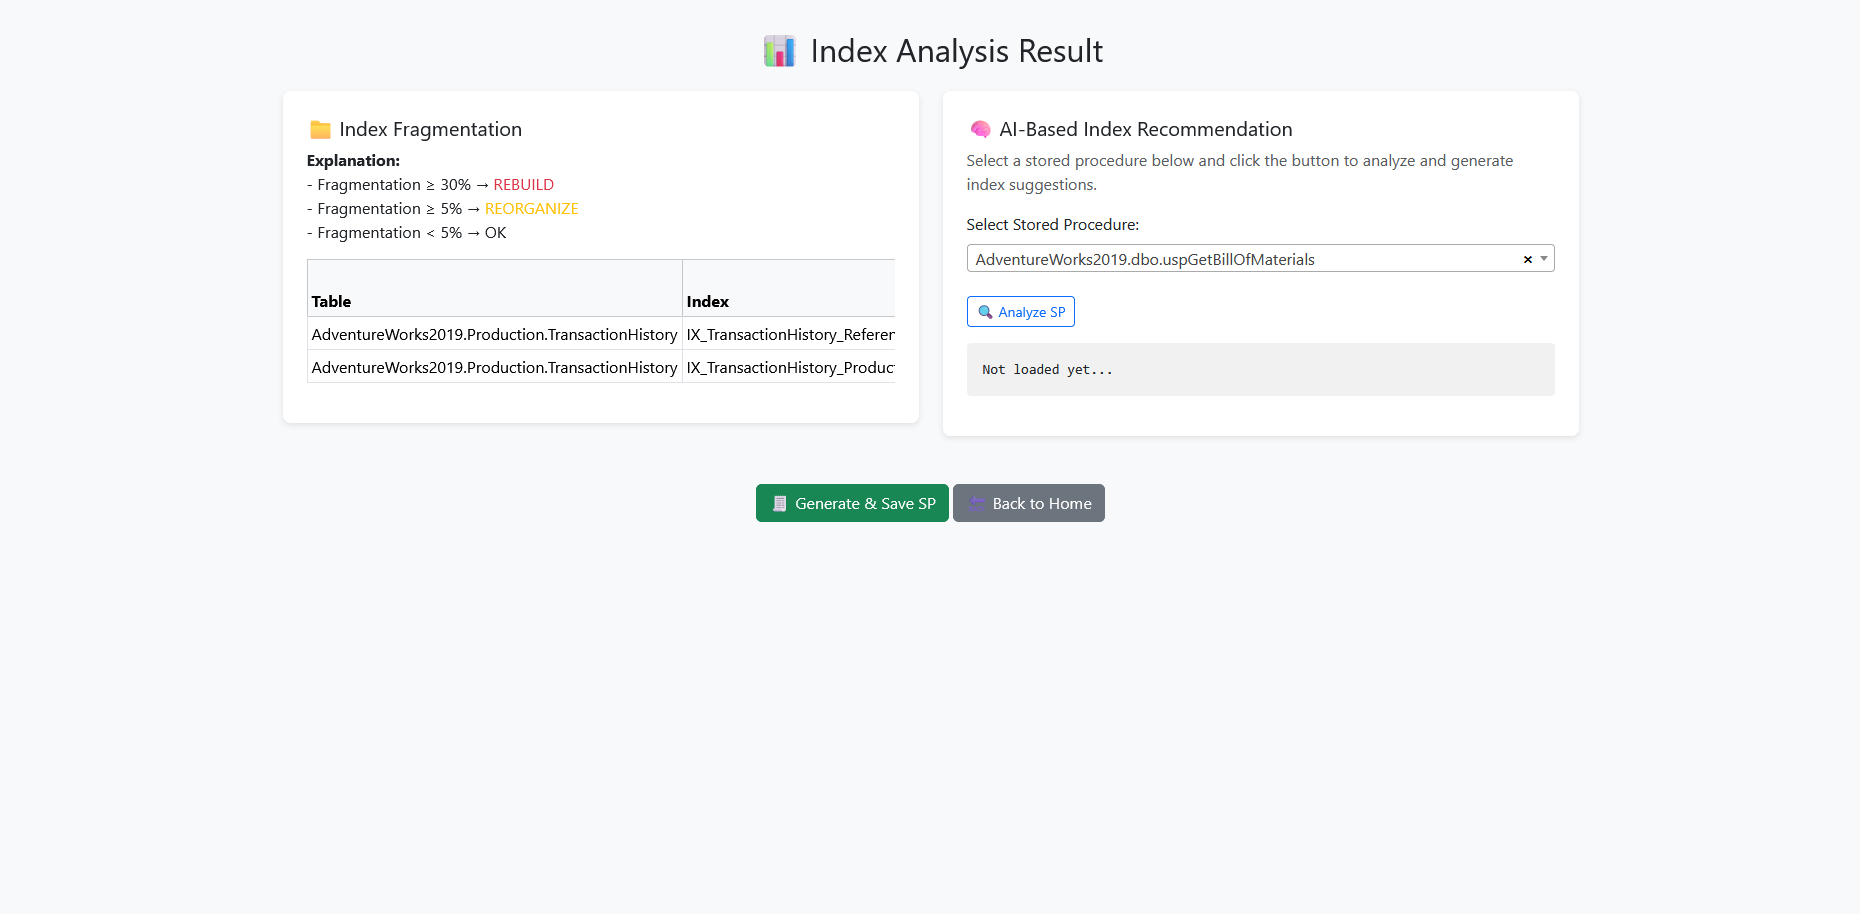 Index Analysis Result
Index Fragmentation
Explanation:
- Fragmentation ≥ 30% → REBUILD
- Fragmentation ≥ 5% → REORGANIZE
- Fragmentation < 5% → OK
Table Index
AdventureWorks2019.Production.TransactionHistory IX_TransactionHistory_Referen
AdventureWorks2019.Production.TransactionHistory IX_TransactionHistory_Produc
AI-Based Index Recommendation
Select a stored procedure below and click the button to analyze and generate
index suggestions.
Select Stored Procedure:
AdventureWorks2019.dbo.uspGetBillOfMaterials ×
Analyze SP
Not loaded yet...
Generate & Save SP
Back to Home